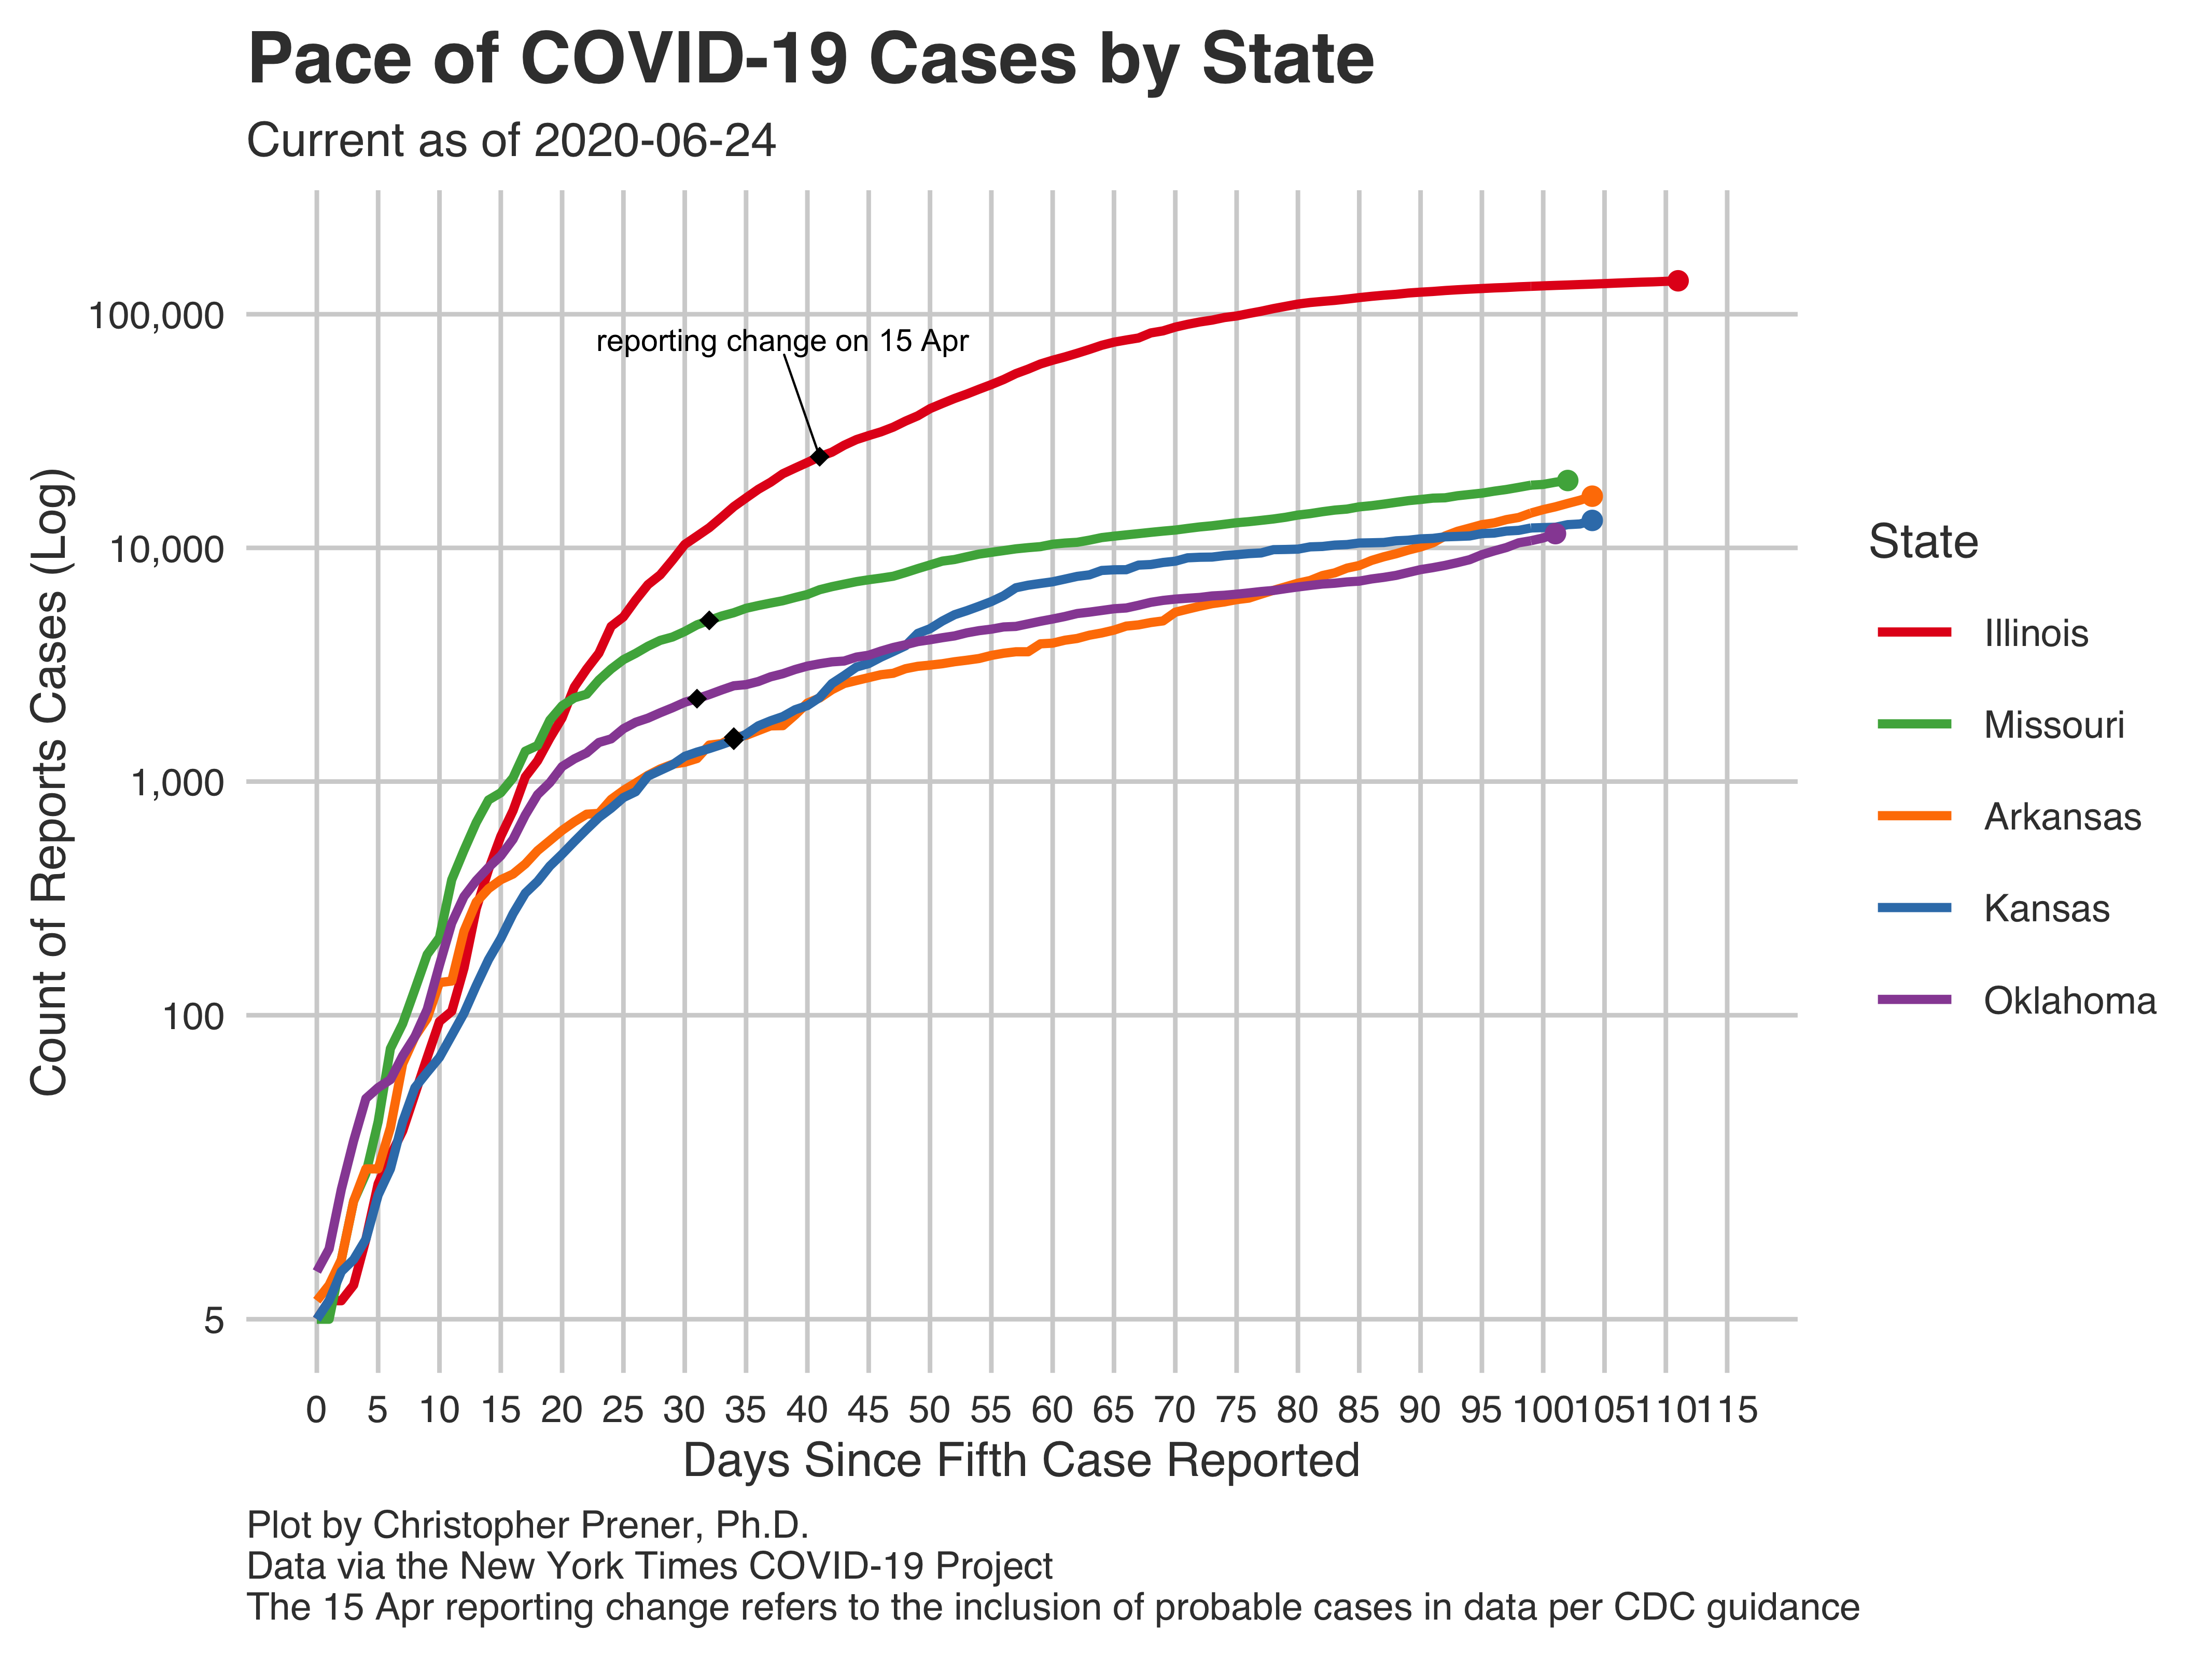 Pace of COVID-19 Cases by State
Current as of 2020-06-24
100,000
10,000
1,000
100
5
Count of Reports Cases (Log)
reporting change on 15 Apr
0 5 10 15 20 25 30 35 40 45 50 55 60 65 70 75 80 85 90 95 100 105 110 115
Days Since Fifth Case Reported
State
Illinois
Missouri
Arkansas
Kansas
Oklahoma
Plot by Christopher Prener, Ph.D.
Data via the New York Times COVID-19 Project
The 15 Apr reporting change refers to the inclusion of probable cases in data per CDC guidance